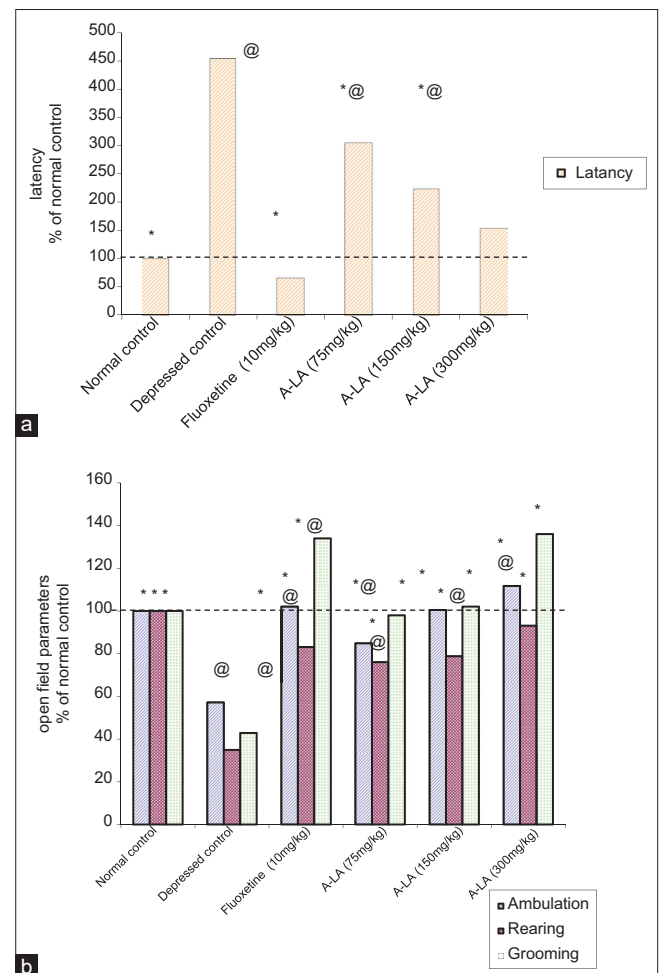 500
450
400
350
300
250
200
150
100
50
0
latency
% of normal control
@
*
*
* @
* @
Latancy
Normal control
Depressed control
Fluoxetine (10mg/kg)
A-LA (75mg/kg)
A-LA (150mg/kg)
A-LA (300mg/kg)
a
160
140
120
100
80
60
40
20
0
open field parameters
% of normal control
* * *
@
*
@
*
@
* @
* @
*
@
*
*
*
@
*
*
@
*
*
Normal control
Depressed control
Fluoxetine (10mg/kg)
A-LA (75mg/kg)
A-LA (150mg/kg)
A-LA (300mg/kg)
Ambulation
Rearing
Grooming
b